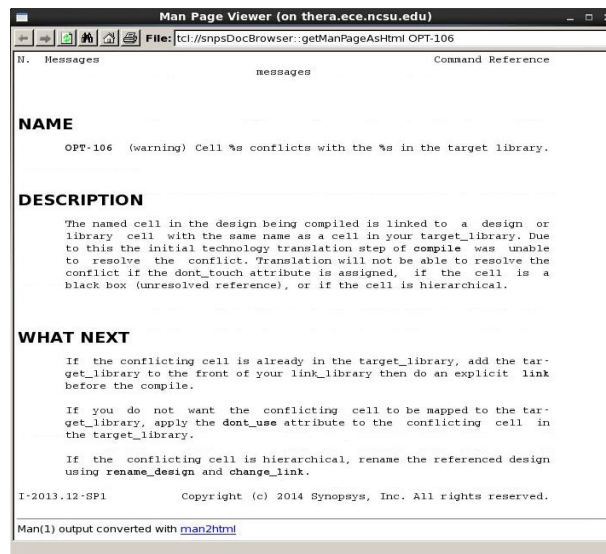 Man Page Viewer (on thera.ece.ncsu.edu)
File: tcl://snpsDocBrowser::getManPageAsHtml OPT-106
N. Messages Command Reference
messages
NAME
OPT-106 (warning) Cell %s conflicts with the %s in the target library.
DESCRIPTION
The named cell in the design being compiled is linked to a design or
library cell with the same name as a cell in your target_library. Due
to this the initial technology translation step of compile was unable
to resolve the conflict. Translation will not be able to resolve the
conflict if the dont_touch attribute is assigned, if the cell is a
black box (unresolved reference), or if the cell is hierarchical.
WHAT NEXT
If the conflicting cell is already in the target_library, add the tar-
get_library to the front of your link_library then do an explicit link
before the compile.
If you do not want the conflicting cell to be mapped to the tar-
get_library, apply the dont_use attribute to the conflicting cell in
the target_library.
If the conflicting cell is hierarchical, rename the referenced design
using rename_design and change_link.
I-2013.12-SP1 Copyright (c) 2014 Synopsys, Inc. All rights reserved.
Man(1) output converted with man2html